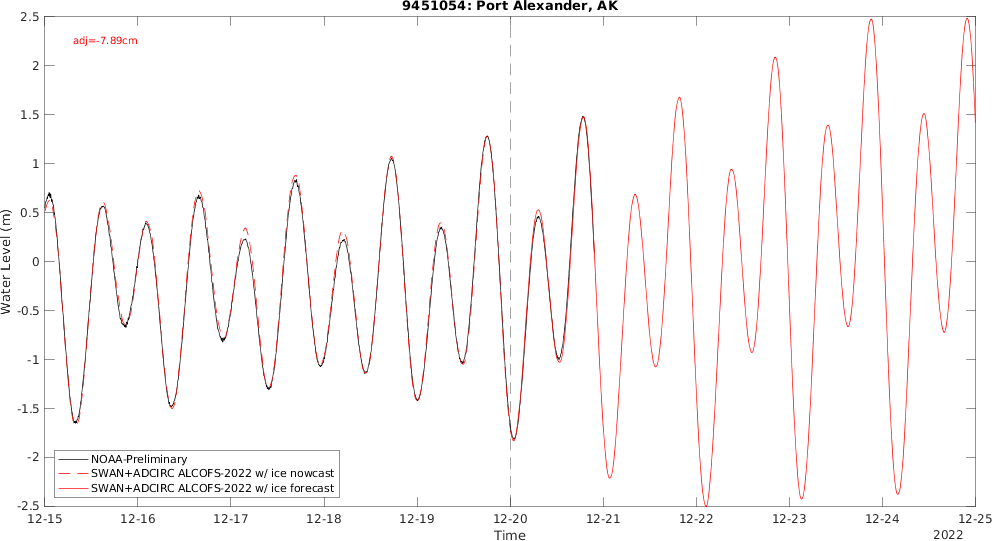 9451054: Port Alexander, AK
adj=-7.89cm
2.5
2
1.5
1
0.5
0
-0.5
-1
-1.5
-2
-2.5
Water Level (m)
NOAA-Preliminary
SWAN+ADCIRC ALCOFS-2022 w/ ice nowcast
SWAN+ADCIRC ALCOFS-2022 w/ ice forecast
12-15 12-16 12-17 12-18 12-19 12-20 12-21 12-22 12-23 12-24 12-25
Time
2022